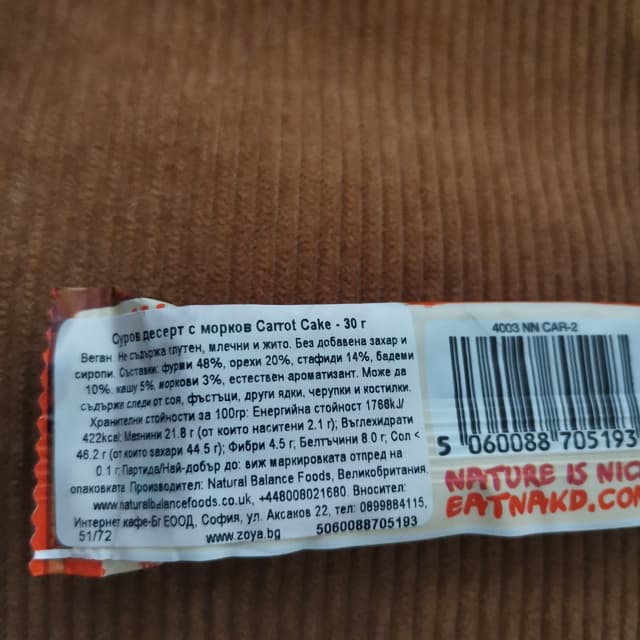 Суров десерт с морков Carrot Cake - 30 г
Веган Не съдържа глутен, млечни и жито. Без добавена захар и
сиропи. Съставки: фурми 48%, орехи 20%, стафиди 14%, бадеми
10%, кашу 5%, моркови 3%, естествен ароматизант. Може да
съдържа следи от соя, фъстъци, други ядки, черупки и костилки.
Хранителни стойности за 100гр: Енергийна стойност 1768kJ/
422kcal; Мазнини 21.8 г (от които наситени 2.1 г); Въглехидрати
46.2 г (от които захари 44 5 г); Фибри 4.5 г; Белтъчини 8 0 г; Сол <
0.1 г; Партида/Най-добър до: виж маркировката отпред на
опаковката Производител: Natural Balance Foods, Великобритания,
www.naturalbalancefoods.co.uk, +448008021680. Вносител:
Интернет кафе-Бг ЕООД, София, ул. Аксаков 22, тел: 0899884115,
51/72 www.zoya.bg 5060088705193
4003 NN CAR-2
5 060088 705193
NATURE IS NIC
EATNAKD.CO